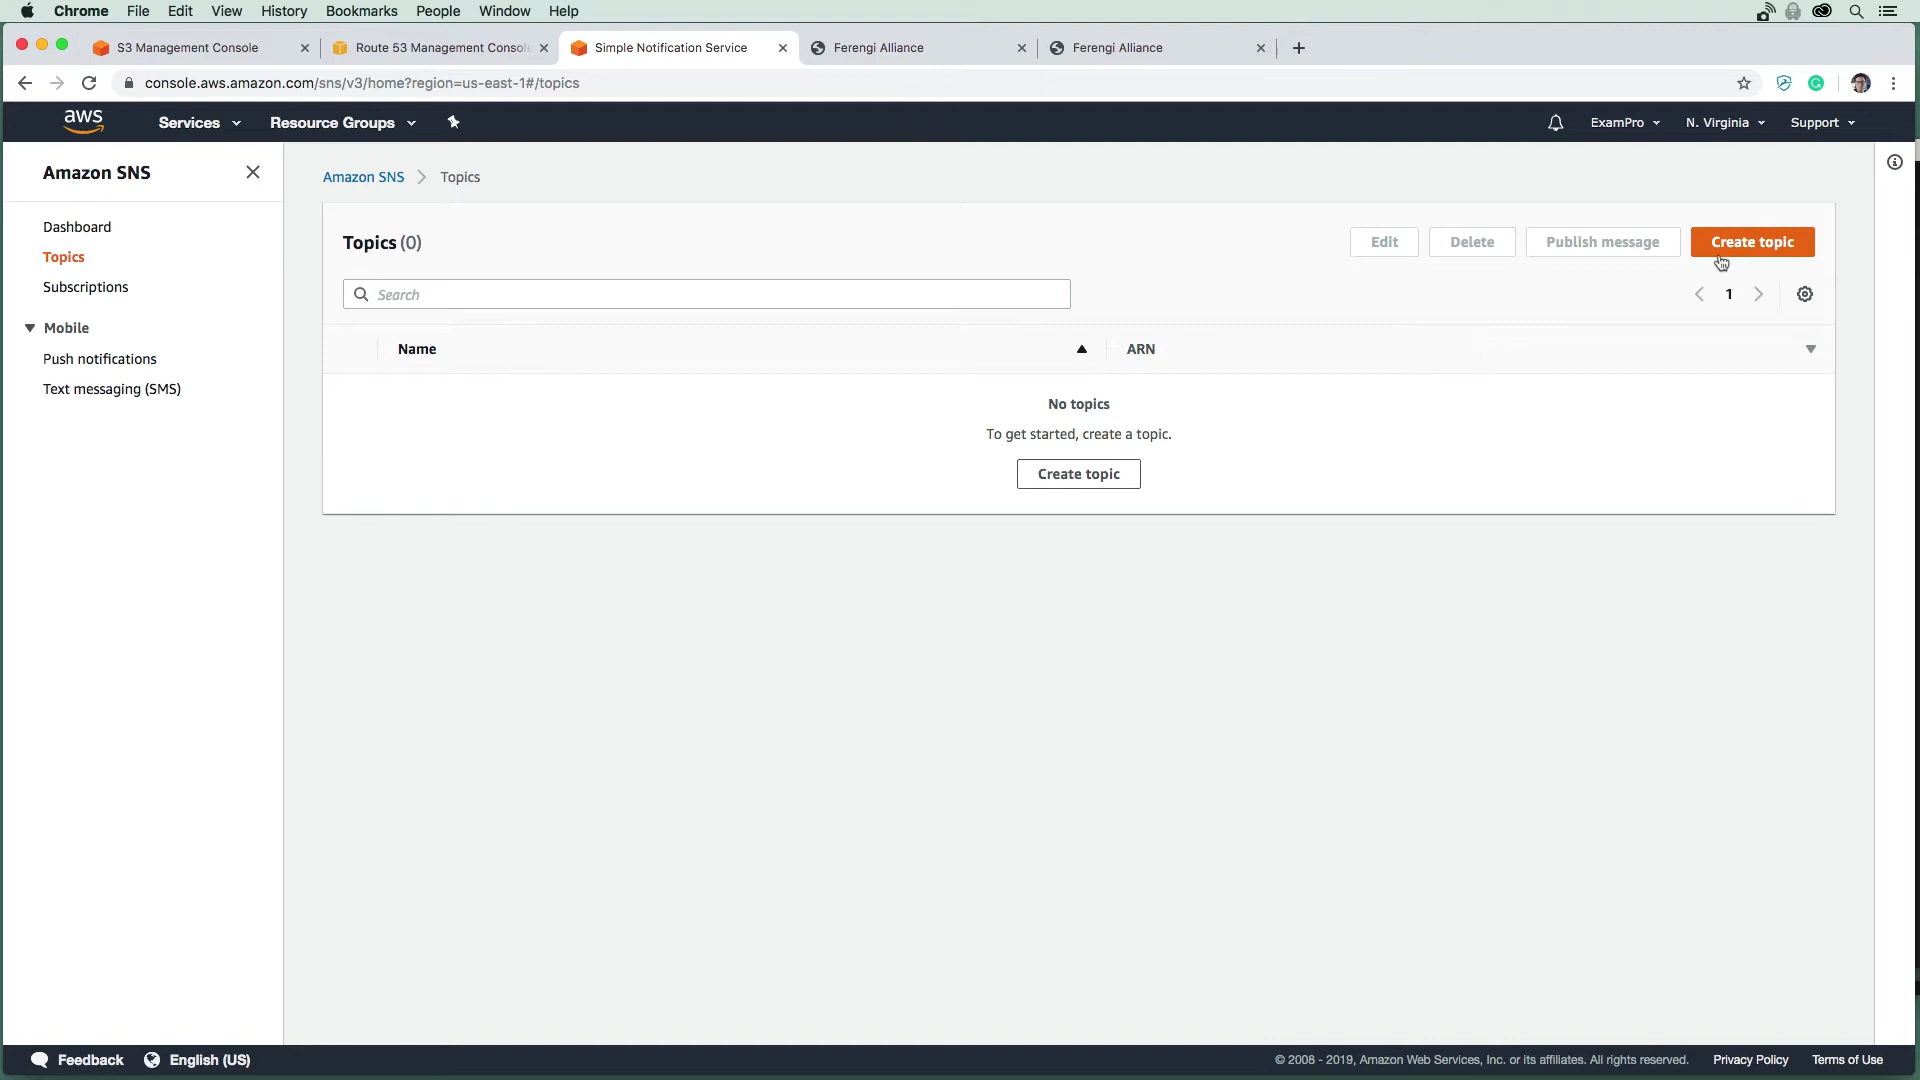 Chrome File Edit View History Bookmarks People Window Help
S3 Management Console Route 53 Management Consol Simple Notification Service Ferengi Alliance Ferengi Alliance
console.aws.amazon.com/sns/v3/home?region=us-east-1#/topics
aws Services Resource Groups ExamPro N. Virginia Support
Amazon SNS
Dashboard
Topics
Subscriptions
Mobile
Push notifications
Text messaging (SMS)
Amazon SNS Topics
Topics (0) Edit Delete Publish message Create topic
Search 1
Name ARN
No topics
To get started, create a topic.
Create topic
Feedback English (US) © 2008 - 2019, Amazon Web Services, Inc. or its affiliates. All rights reserved. Privacy Policy Terms of Use